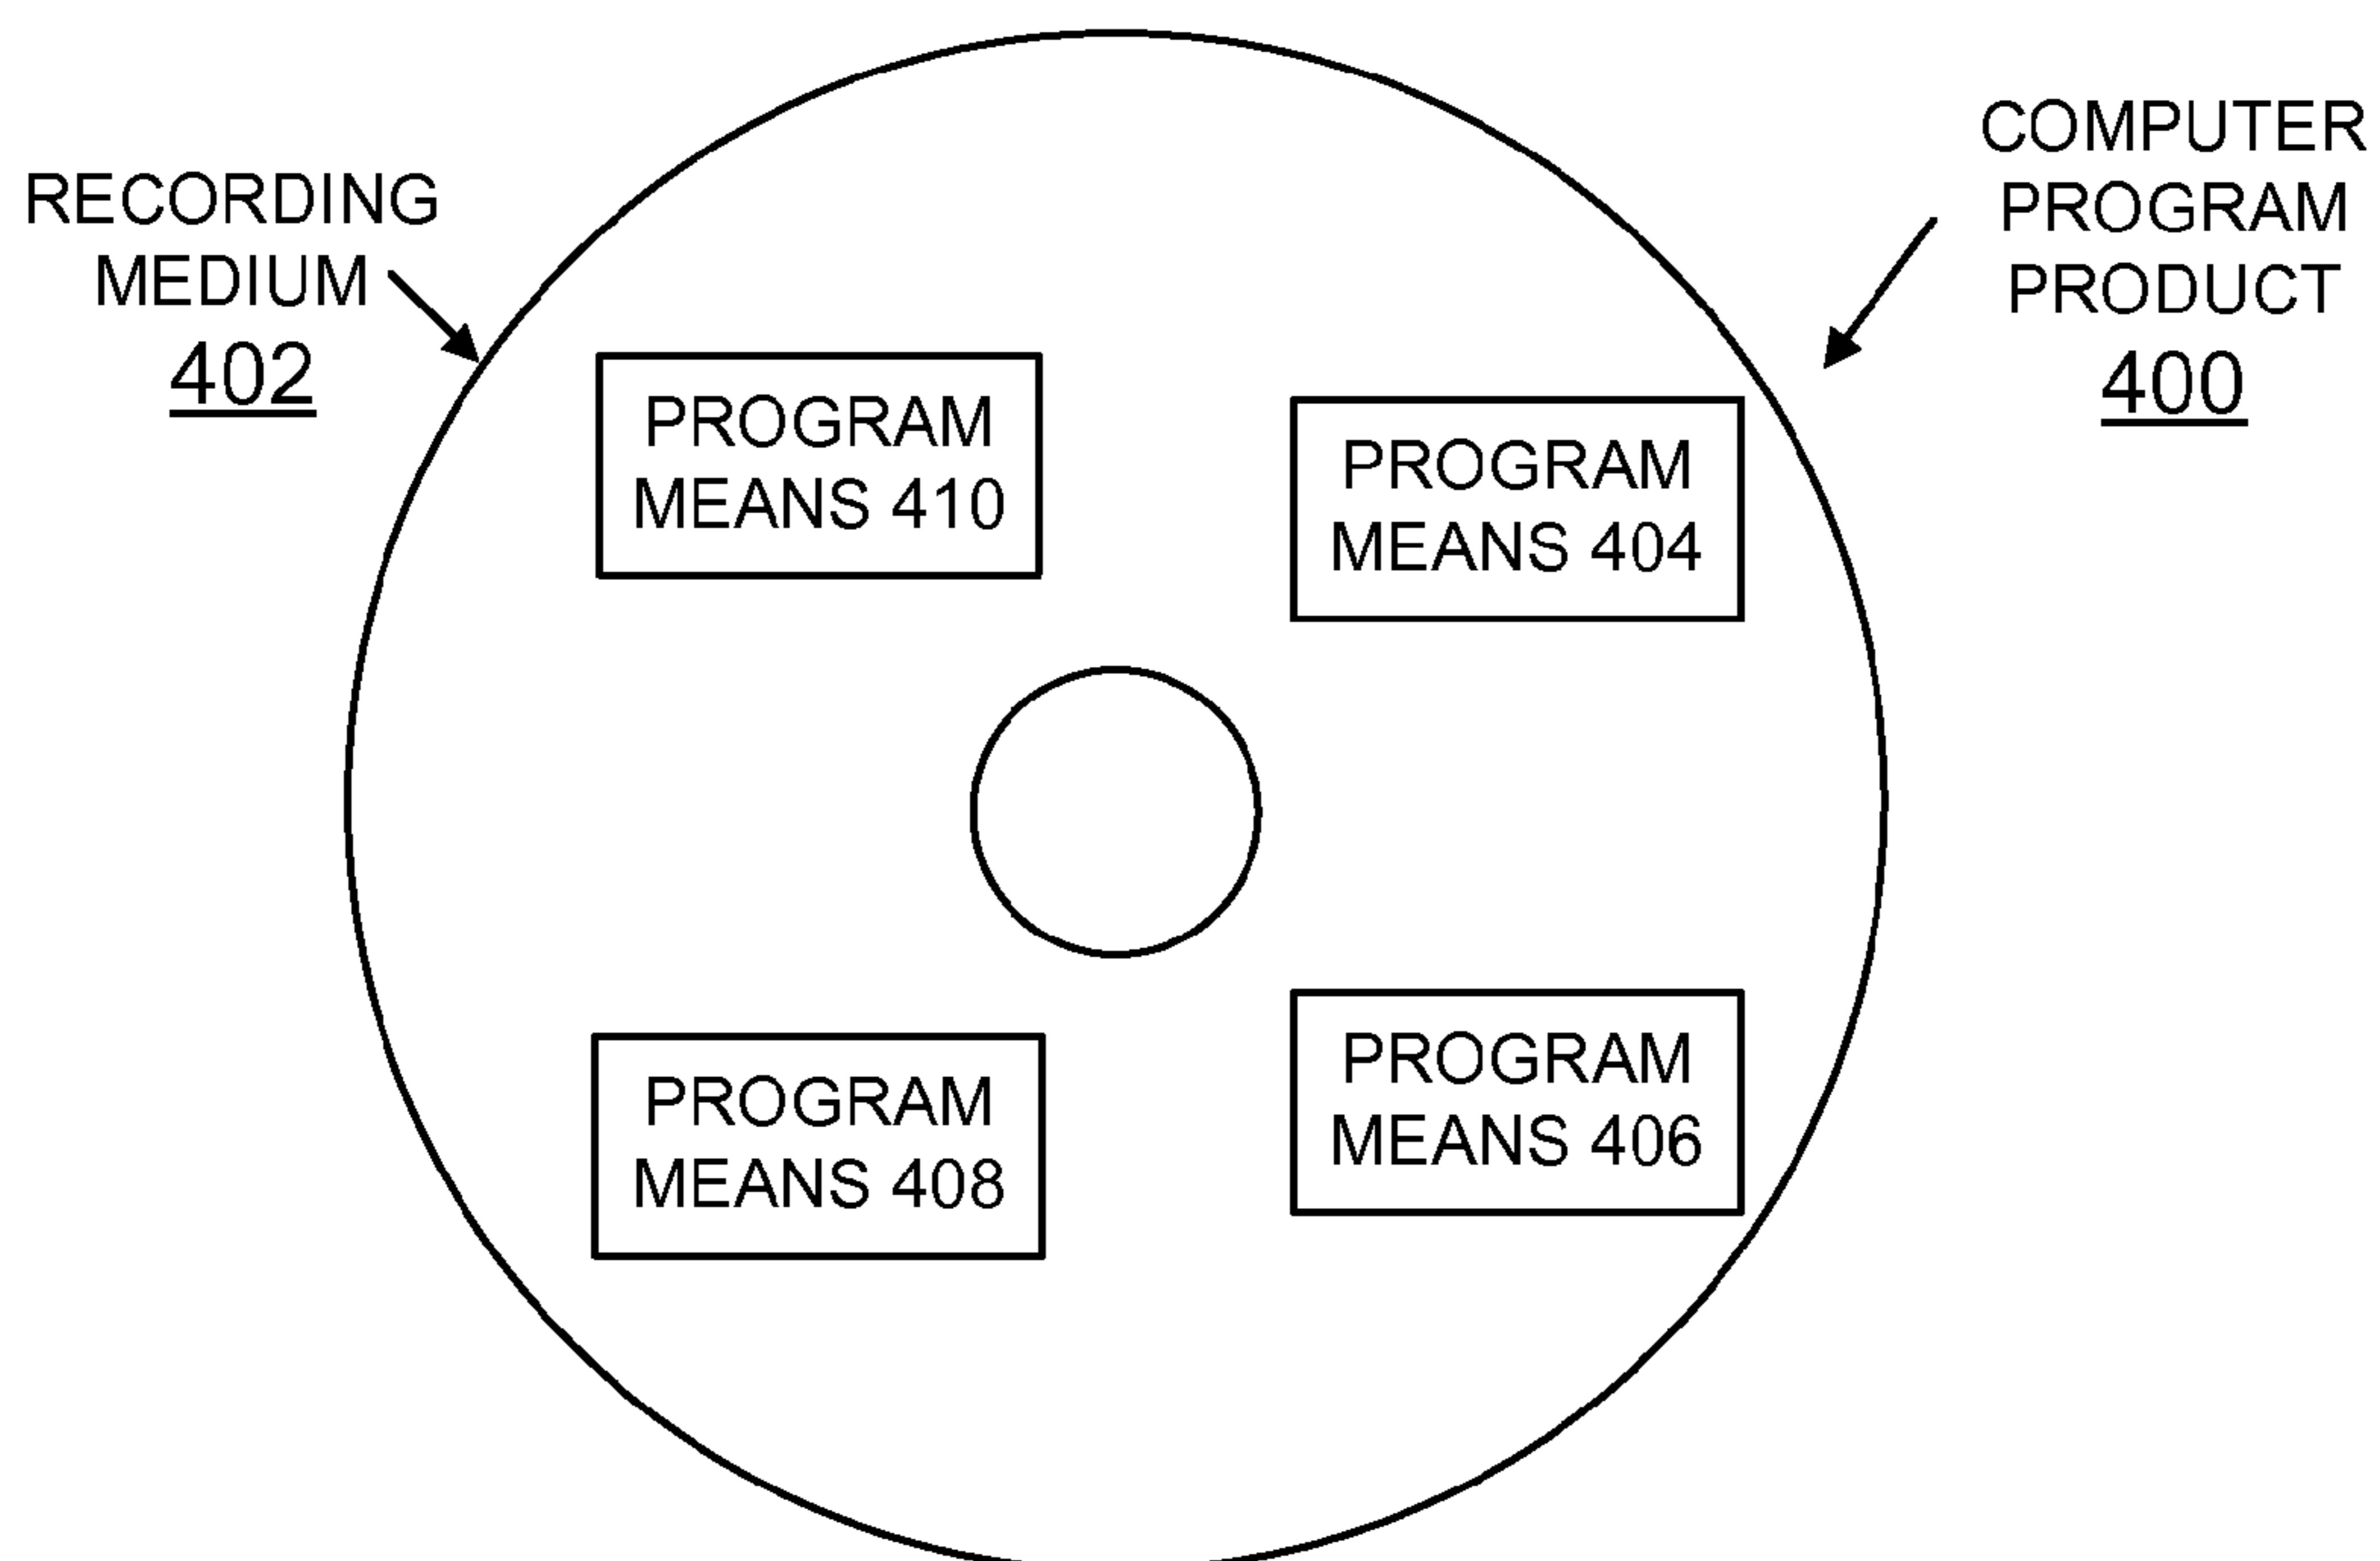 RECORDING
MEDIUM
402
COMPUTER
PROGRAM
PRODUCT
400
PROGRAM
MEANS 410
PROGRAM
MEANS 404
PROGRAM
MEANS 408
PROGRAM
MEANS 406